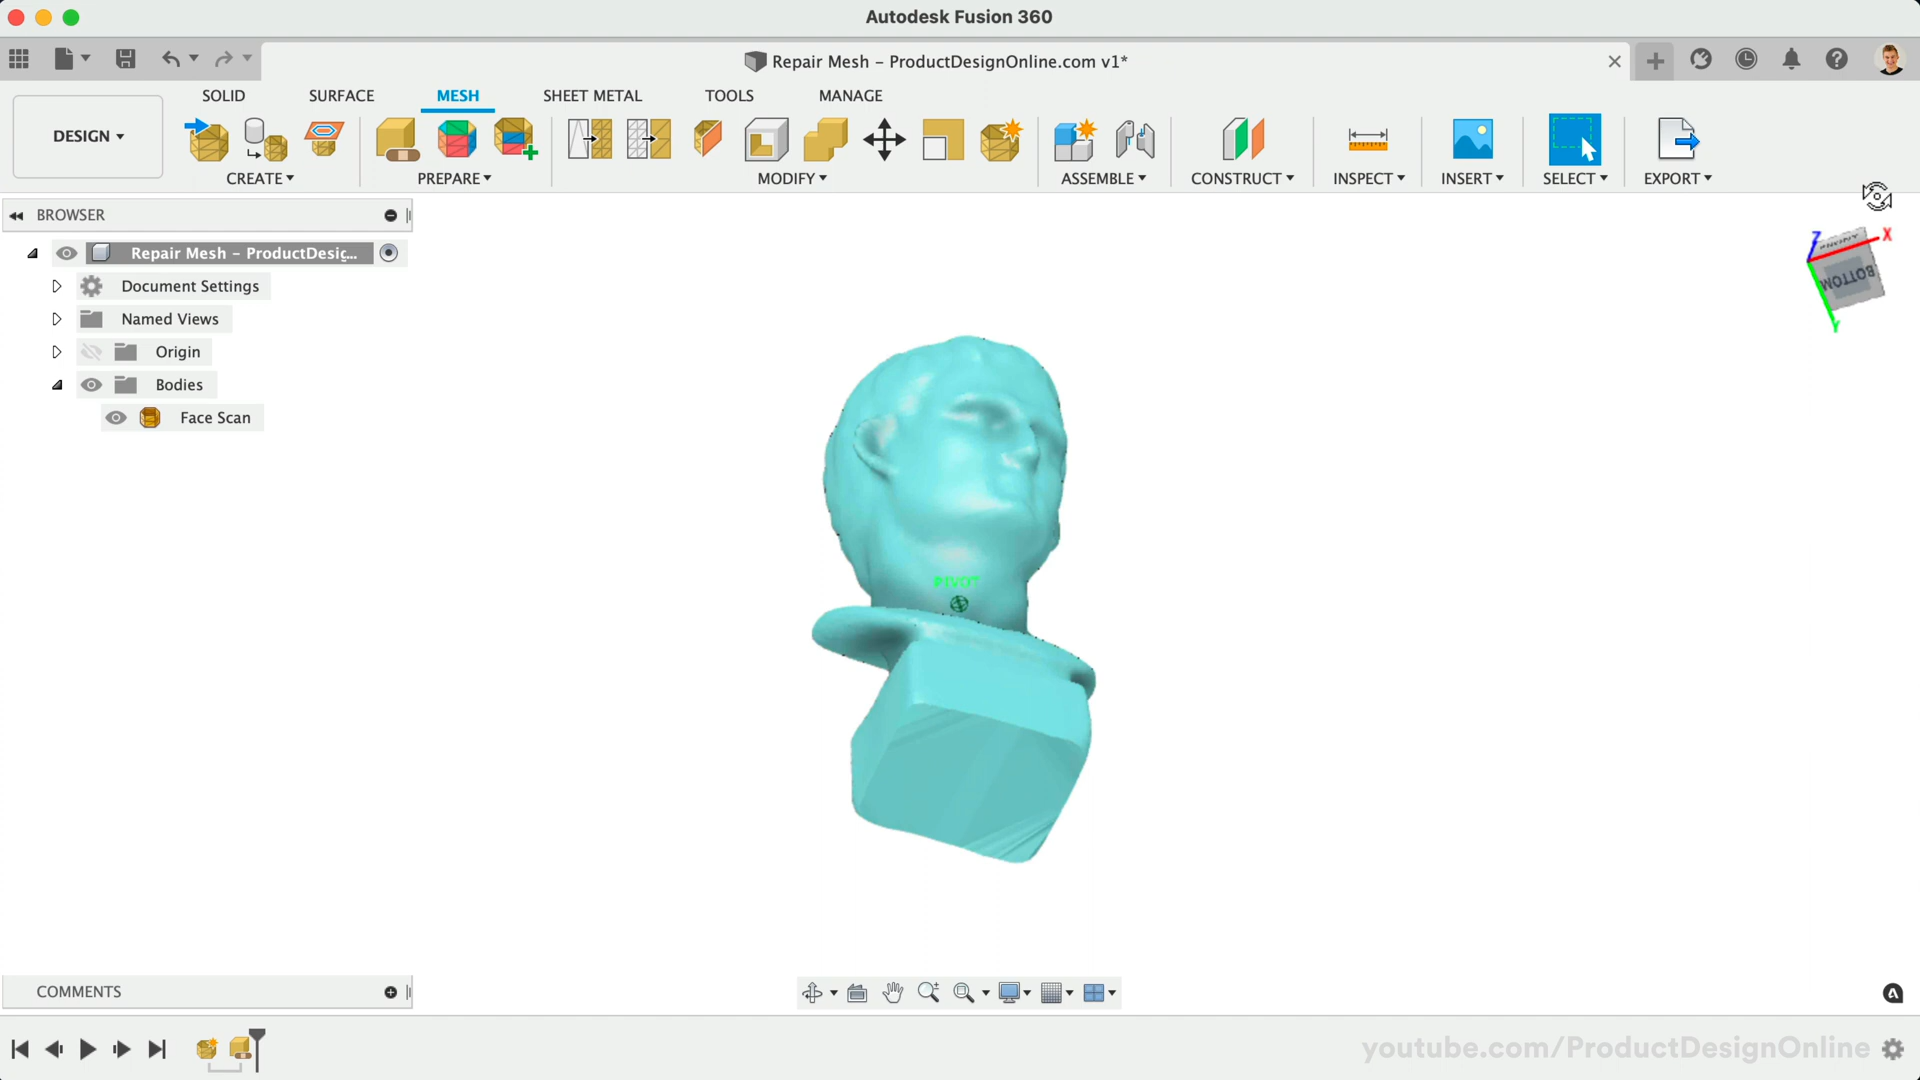 Autodesk Fusion 360
Repair Mesh – ProductDesignOnline.com v1*
DESIGN
SOLID
SURFACE
MESH
SHEET METAL
TOOLS
MANAGE
CREATE
PREPARE
MODIFY
ASSEMBLE
CONSTRUCT
INSPECT
INSERT
SELECT
EXPORT
BROWSER
Repair Mesh – ProductDesig...
Document Settings
Named Views
Origin
Bodies
Face Scan
Z
X
FRONT
BOTTOM
Y
PIVOT
COMMENTS
youtube.com/ProductDesignOnline